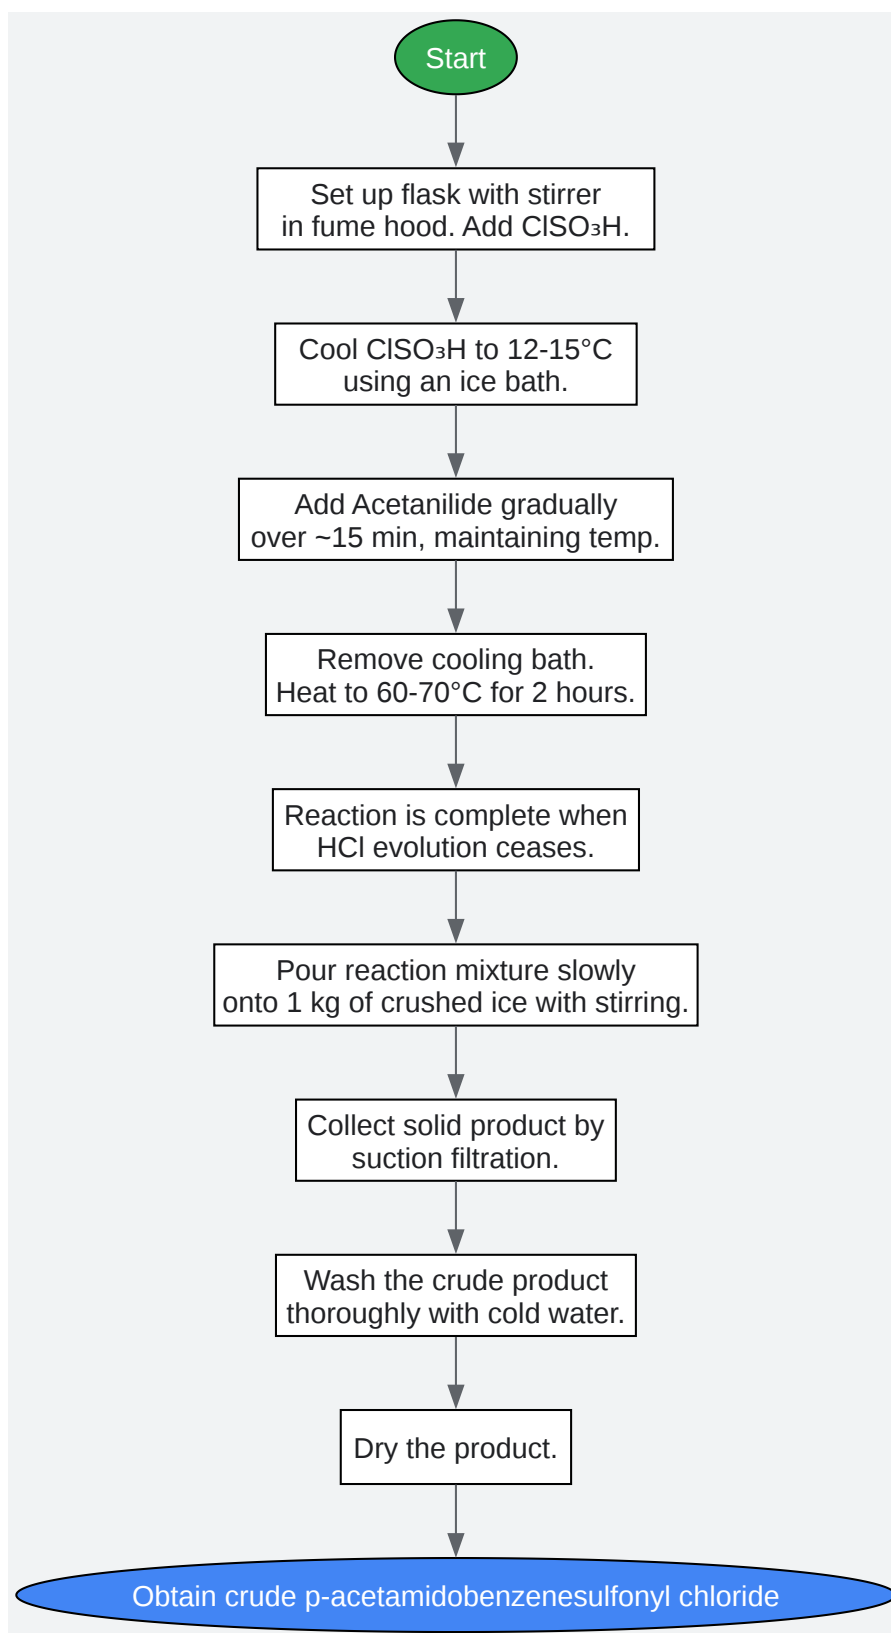 Start
Set up flask with stirrer
in fume hood. Add ClSO₃H.
Cool ClSO₃H to 12-15°C
using an ice bath.
Add Acetanilide gradually
over ~15 min, maintaining temp.
Remove cooling bath.
Heat to 60-70°C for 2 hours.
Reaction is complete when
HCl evolution ceases.
Pour reaction mixture slowly
onto 1 kg of crushed ice with stirring.
Collect solid product by
suction filtration.
Wash the crude product
thoroughly with cold water.
Dry the product.
Obtain crude p-acetamidobenzenesulfonyl chloride